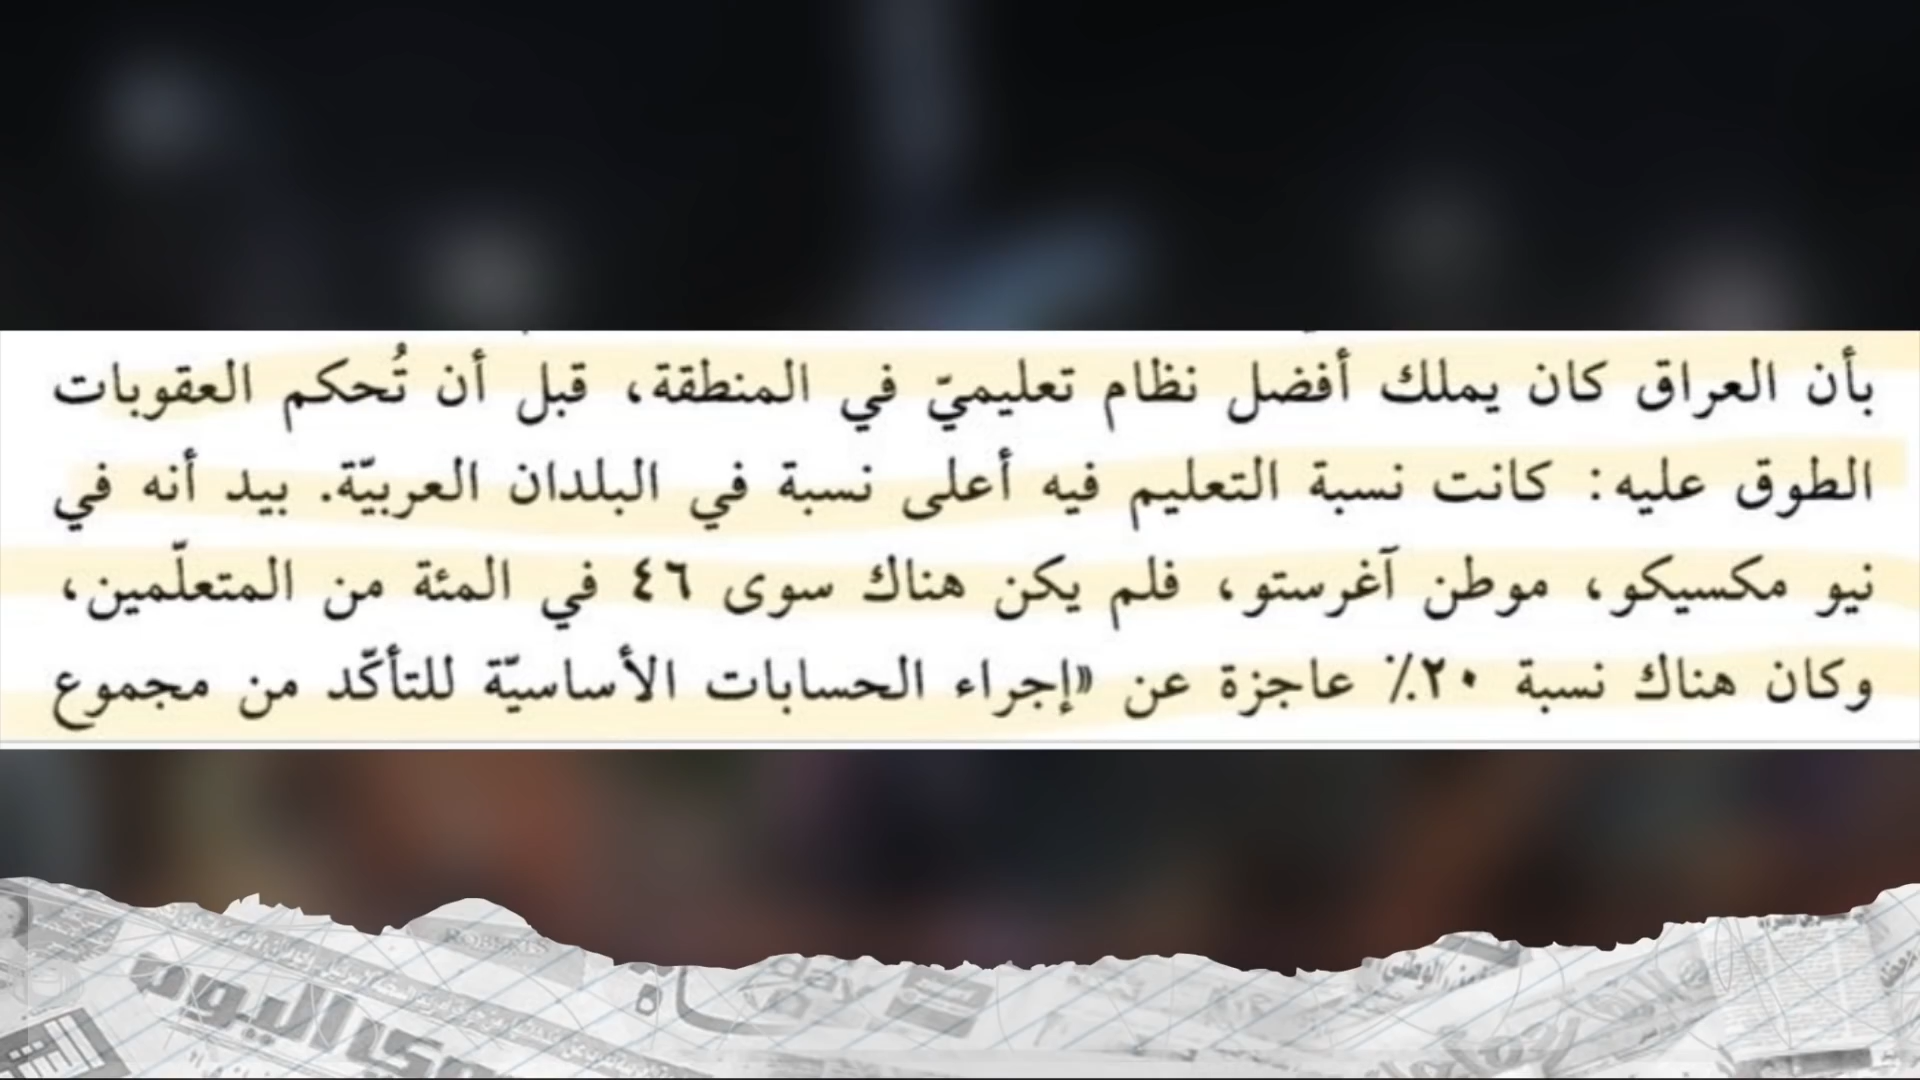 بأن العراق كان يملك أفضل نظام تعليميّ في المنطقة، قبل أن تُحكم العقوبات
الطوق عليه: كانت نسبة التعليم فيه أعلى نسبة في البلدان العربيّة. بيد أنه في
نيو مكسيكو، موطن آغرستو، فلم يكن هناك سوى ٤٦ في المئة من المتعلّمين،
وكان هناك نسبة ٢٠٪ عاجزة عن «إجراء الحسابات الأساسيّة للتأكّد من مجموع
ROBERTS
اليوم